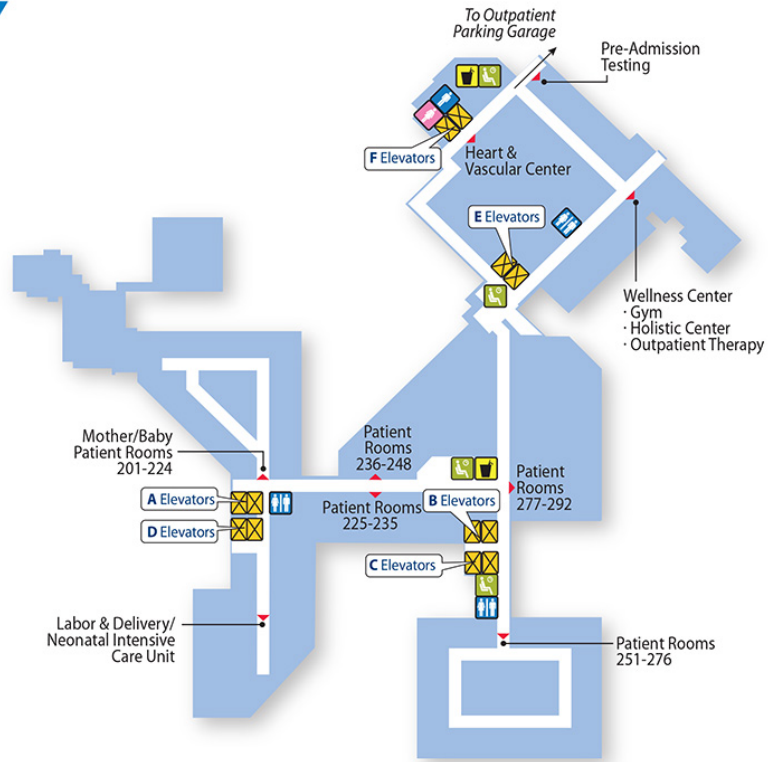 To Outpatient
Parking Garage
Pre-Admission
Testing
F Elevators
Heart &
Vascular Center
E Elevators
Wellness Center
· Gym
· Holistic Center
· Outpatient Therapy
Mother/Baby
Patient Rooms
201-224
Patient
Rooms
236-248
Patient
Rooms
277-292
A Elevators
Patient Rooms
225-235
B Elevators
D Elevators
C Elevators
Labor & Delivery/
Neonatal Intensive
Care Unit
Patient Rooms
251-276